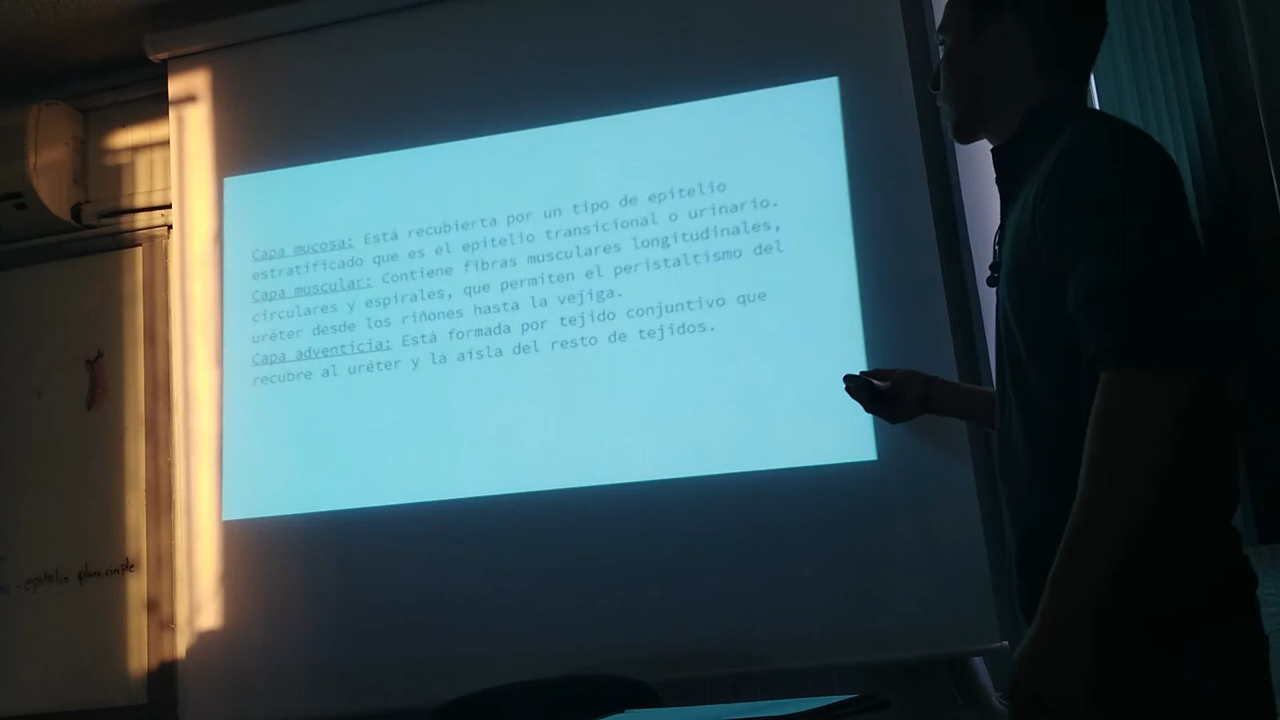 Capa mucosa: Está recubierta por un tipo de epitelio
estratificado que es el epitelio transicional o urinario.
Capa muscular: Contiene fibras musculares longitudinales,
circulares y espirales, que permiten el peristaltismo del
uréter desde los riñones hasta la vejiga.
Capa adventicia: Está formada por tejido conjuntivo que
recubre al uréter y la aisla del resto de tejidos.
-epitelio plano simple